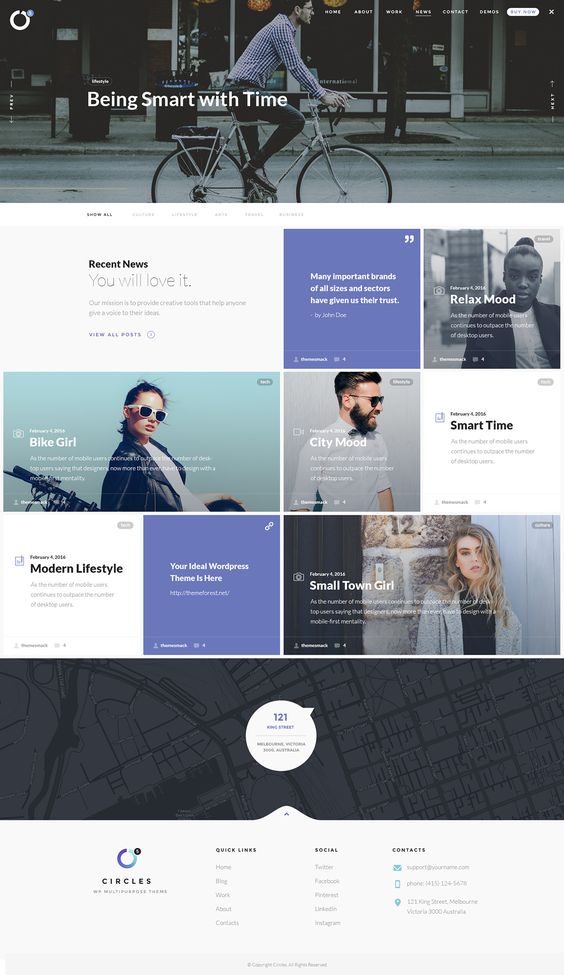 5
HOME ABOUT WORK NEWS CONTACT DEMOS BUY NOW
lifestyle
Being Smart with Time
PREV
NEXT
SHOW ALL CULTURE LIFESTYLE ARTS TRAVEL BUSINESS
Recent News
You will love it.
Our mission is to provide creative tools that help anyone
give a voice to their ideas.
VIEW ALL POSTS
Many important brands
of all sizes and sectors
have given us their trust.
- by John Doe
themesmack 4
travel
February 4, 2016
Relax Mood
As the number of mobile users
continues to outpace the number
of desktop users.
themesmack 4
tech
February 4, 2016
Bike Girl
As the number of mobile users continues to outpace the number of desk-
top users saying that designers, now more than ever, have to design with a
mobile-first mentality.
themesmack 4
lifestyle
February 4, 2016
City Mood
As the number of mobile users
continues to outpace the number
of desktop users.
themesmack 4
tech
February 4, 2016
Smart Time
As the number of mobile users
continues to outpace the number
of desktop users.
themesmack 4
tech
February 4, 2016
Modern Lifestyle
As the number of mobile users
continues to outpace the number
of desktop users.
themesmack 4
Your Ideal Wordpress
Theme Is Here
http://themeforest.net/
themesmack 4
culture
February 4, 2016
Small Town Girl
As the number of mobile users continues to outpace the number of desk-
top users saying that designers, now more than ever, have to design with a
mobile-first mentality.
themesmack 4
121
KING STREET
MELBOURNE, VICTORIA
3000, AUSTRALIA
5
CIRCLES
WP MULTIPURPOSE THEME
QUICK LINKS
Home
Blog
Work
About
Contacts
SOCIAL
Twitter
Facebook
Pinterest
Linkedin
Instagram
CONTACTS
support@yourname.com
phone: (415) 124-5678
121 King Street, Melbourne
Victoria 3000 Australia
© Copyright Circles. All Rights Reserved.